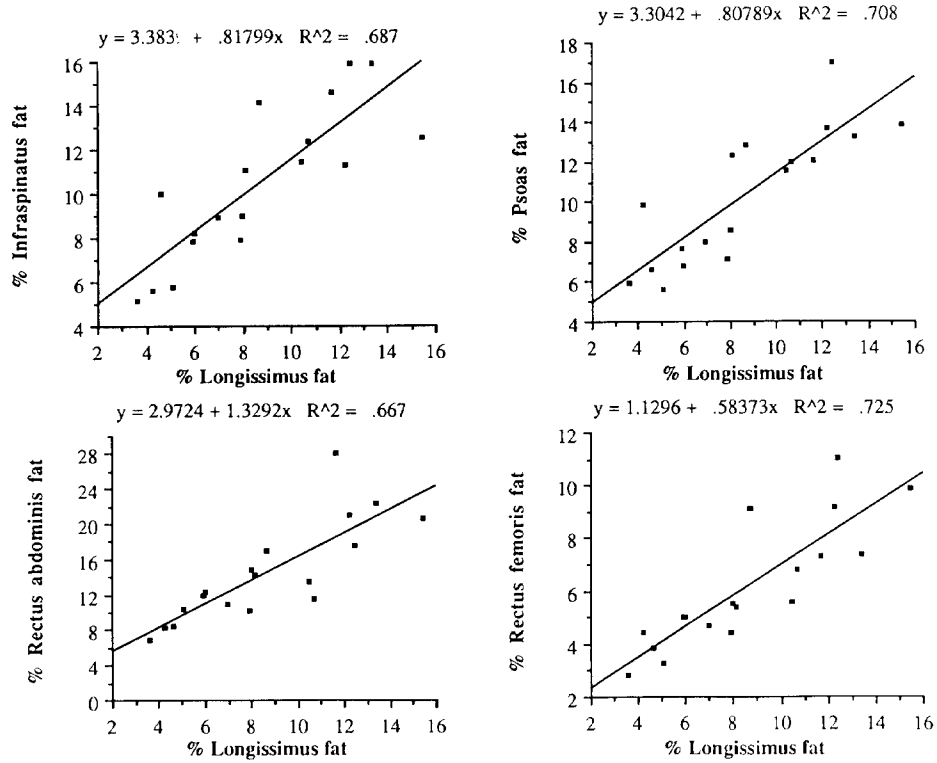 y = 3.383 + .81799x R^2 = .687
16
14
12
10
8
6
4
% Infraspinatus fat
2 4 6 8 10 12 14 16
% Longissimus fat
y = 3.3042 + .80789x R^2 = .708
18
16
14
12
10
8
6
4
% Psoas fat
2 4 6 8 10 12 14 16
% Longissimus fat
y = 2.9724 + 1.3292x R^2 = .667
28
24
20
16
12
8
4
0
% Rectus abdominis fat
2 4 6 8 10 12 14 16
% Longissimus fat
y = 1.1296 + .58373x R^2 = .725
12
10
8
6
4
2
% Rectus femoris fat
2 4 6 8 10 12 14 16
% Longissimus fat